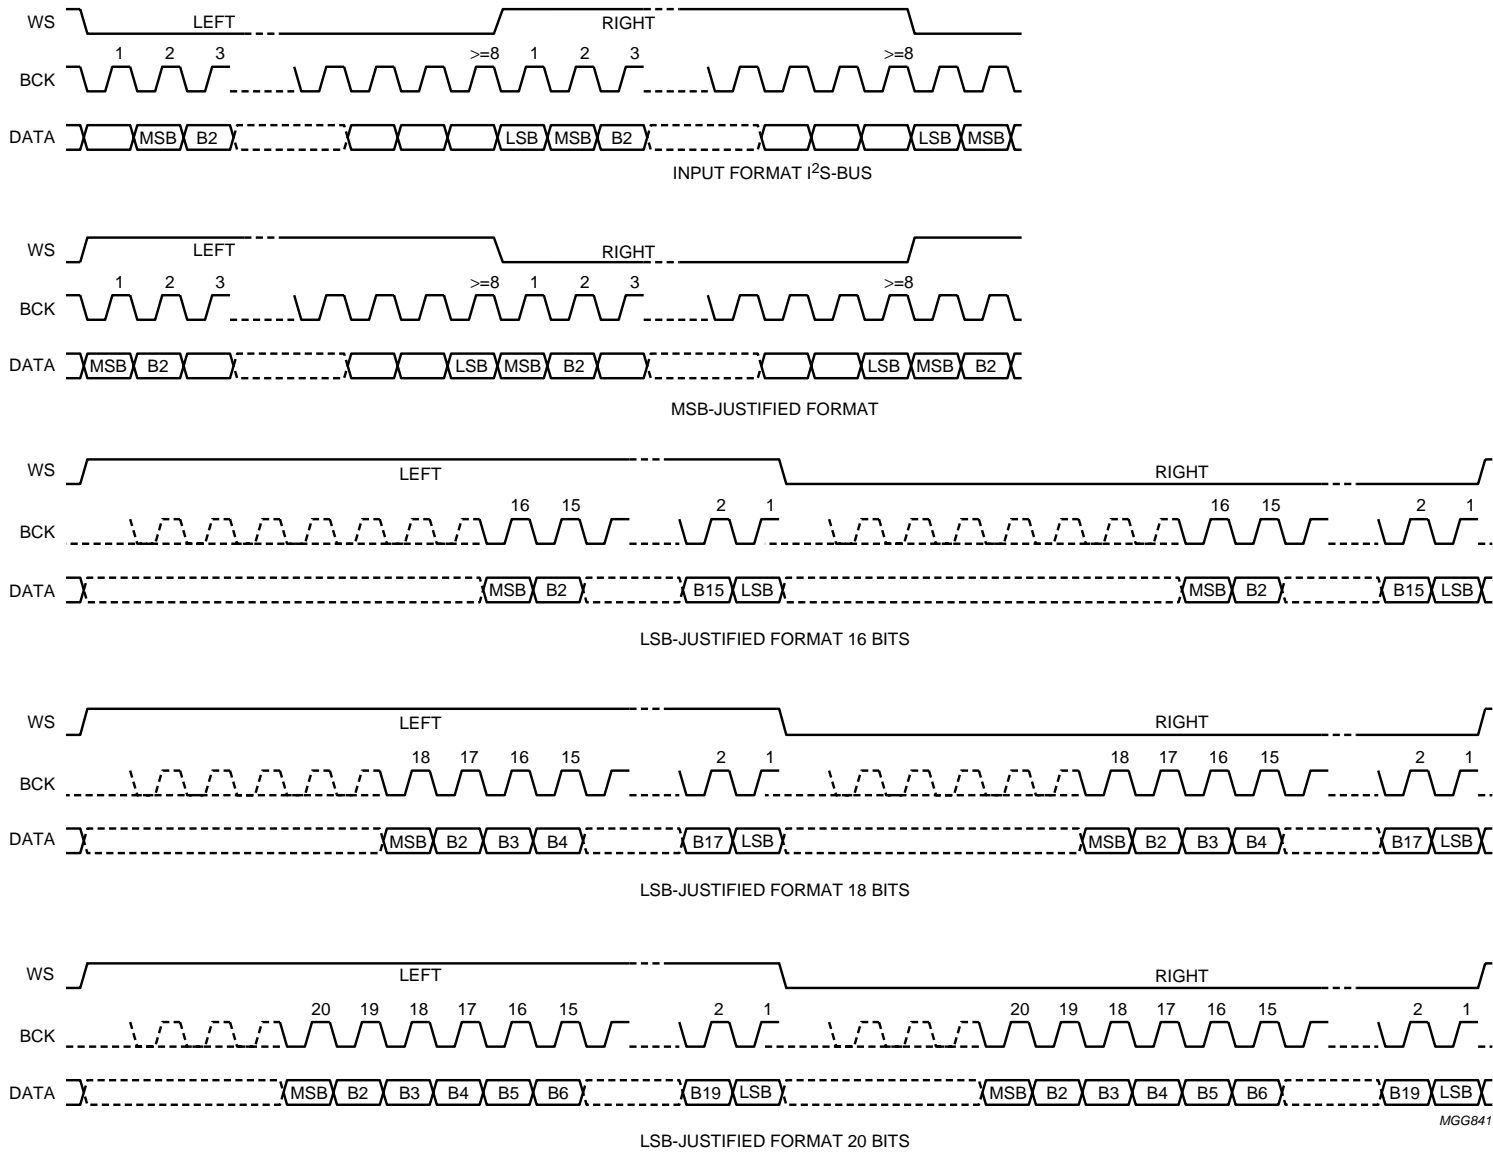 WS LEFT RIGHT
1 2 3 >=8 1 2 3 >=8
BCK
DATA MSB B2 LSB MSB B2 LSB MSB
INPUT FORMAT I²S-BUS
WS LEFT RIGHT
1 2 3 >=8 1 2 3 >=8
BCK
DATA MSB B2 LSB MSB B2 LSB MSB B2
MSB-JUSTIFIED FORMAT
WS LEFT RIGHT
16 15 2 1 16 15 2 1
BCK
DATA MSB B2 B15 LSB MSB B2 B15 LSB
LSB-JUSTIFIED FORMAT 16 BITS
WS LEFT RIGHT
18 17 16 15 2 1 18 17 16 15 2 1
BCK
DATA MSB B2 B3 B4 B17 LSB MSB B2 B3 B4 B17 LSB
LSB-JUSTIFIED FORMAT 18 BITS
WS LEFT RIGHT
20 19 18 17 16 15 2 1 20 19 18 17 16 15 2 1
BCK
DATA MSB B2 B3 B4 B5 B6 B19 LSB MSB B2 B3 B4 B5 B6 B19 LSB
MGG841
LSB-JUSTIFIED FORMAT 20 BITS